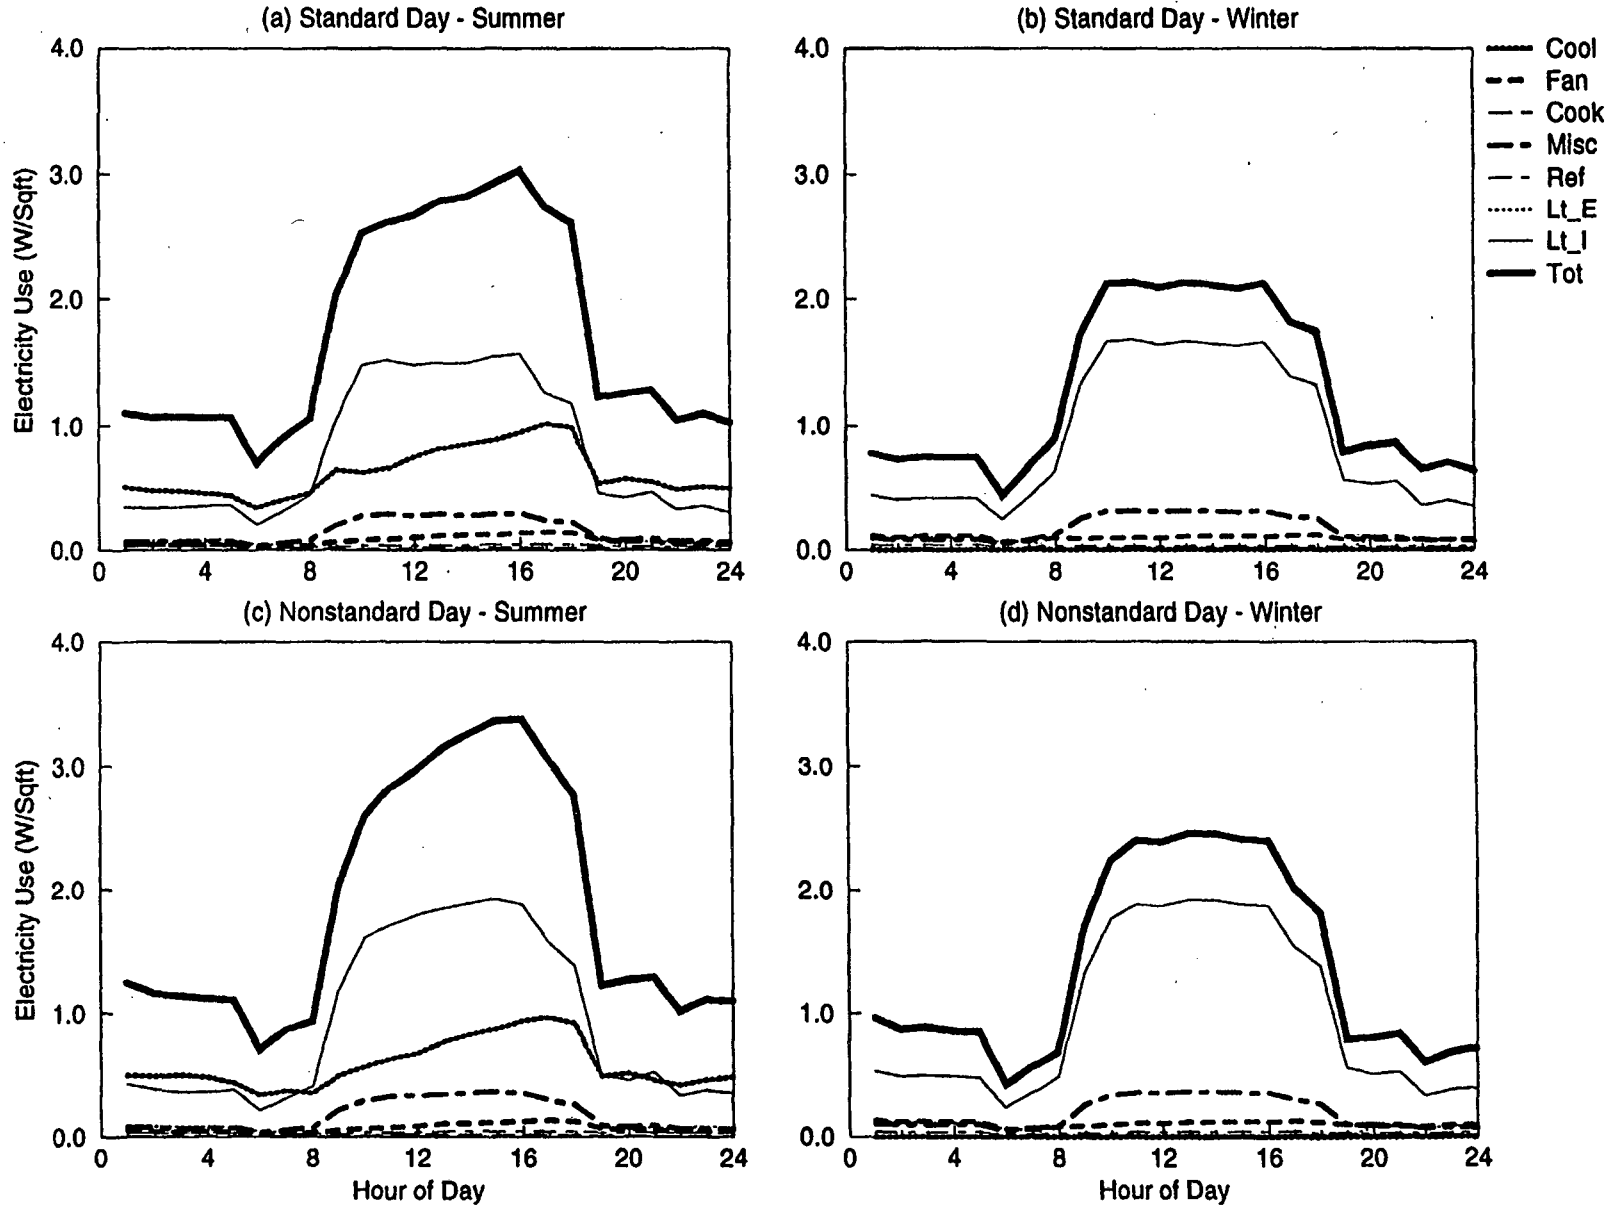 (a) Standard Day - Summer
(b) Standard Day - Winter
4.0
3.0
2.0
1.0
0.0
Electricity Use (W/Sqft)
0 4 8 12 16 20 24
4.0
3.0
2.0
1.0
0.0
0 4 8 12 16 20 24
Cool
Fan
Cook
Misc
Ref
Lt_E
Lt_I
Tot
(c) Nonstandard Day - Summer
(d) Nonstandard Day - Winter
4.0
3.0
2.0
1.0
0.0
Electricity Use (W/Sqft)
0 4 8 12 16 20 24
Hour of Day
4.0
3.0
2.0
1.0
0.0
0 4 8 12 16 20 24
Hour of Day